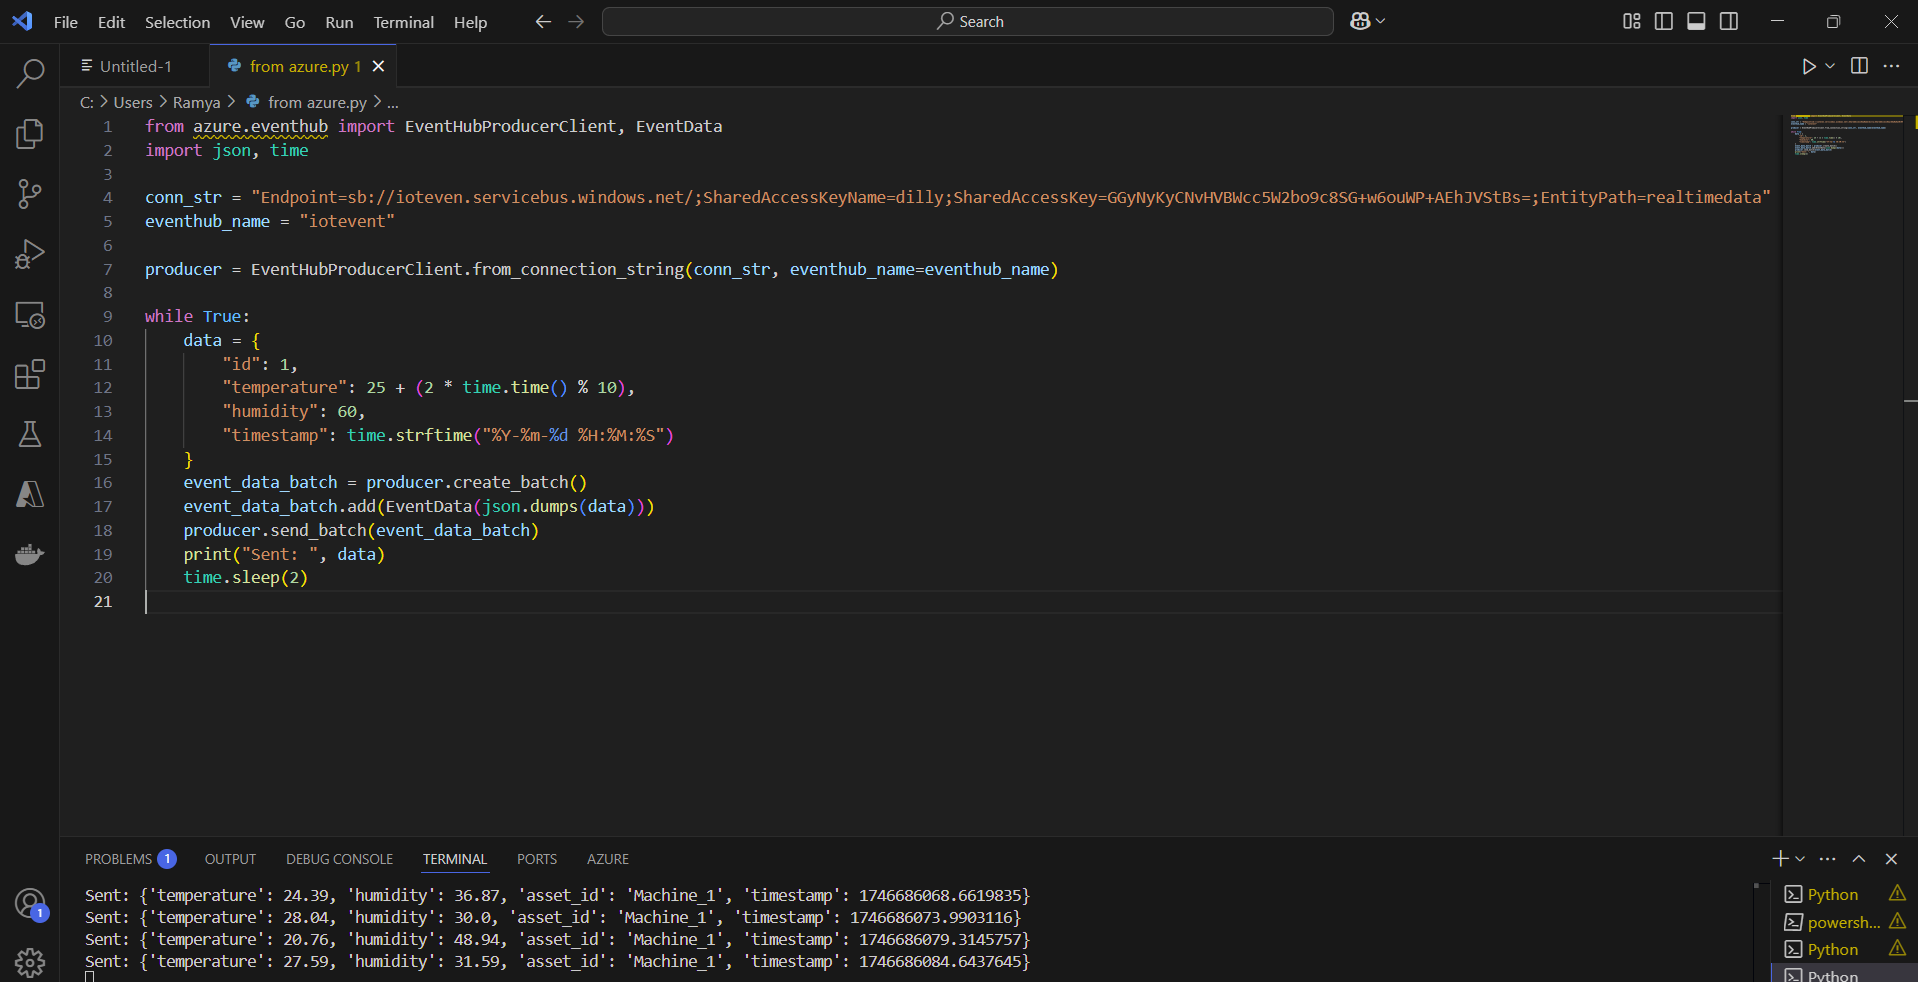 File Edit Selection View Go Run Terminal Help Search
Untitled-1 from azure.py 1
C: > Users > Ramya > from azure.py > ...
1 from azure.eventhub import EventHubProducerClient, EventData
2 import json, time
3
4 conn_str = "Endpoint=sb://ioteven.servicebus.windows.net/;SharedAccessKeyName=dilly;SharedAccessKey=GGyNyKyCNvHVBWcc5W2bo9c8SG+w6ouWP+AEhJVStBs=;EntityPath=realtimedata"
5 eventhub_name = "iotevent"
6
7 producer = EventHubProducerClient.from_connection_string(conn_str, eventhub_name=eventhub_name)
8
9 while True:
10     data = {
11         "id": 1,
12         "temperature": 25 + (2 * time.time() % 10),
13         "humidity": 60,
14         "timestamp": time.strftime("%Y-%m-%d %H:%M:%S")
15     }
16     event_data_batch = producer.create_batch()
17     event_data_batch.add(EventData(json.dumps(data)))
18     producer.send_batch(event_data_batch)
19     print("Sent: ", data)
20     time.sleep(2)
21
PROBLEMS 1 OUTPUT DEBUG CONSOLE TERMINAL PORTS AZURE
Sent: {'temperature': 24.39, 'humidity': 36.87, 'asset_id': 'Machine_1', 'timestamp': 1746686068.6619835}
Sent: {'temperature': 28.04, 'humidity': 30.0, 'asset_id': 'Machine_1', 'timestamp': 1746686073.9903116}
Sent: {'temperature': 20.76, 'humidity': 48.94, 'asset_id': 'Machine_1', 'timestamp': 1746686079.3145757}
Sent: {'temperature': 27.59, 'humidity': 31.59, 'asset_id': 'Machine_1', 'timestamp': 1746686084.6437645}
Python
powersh...
Python
Python
1